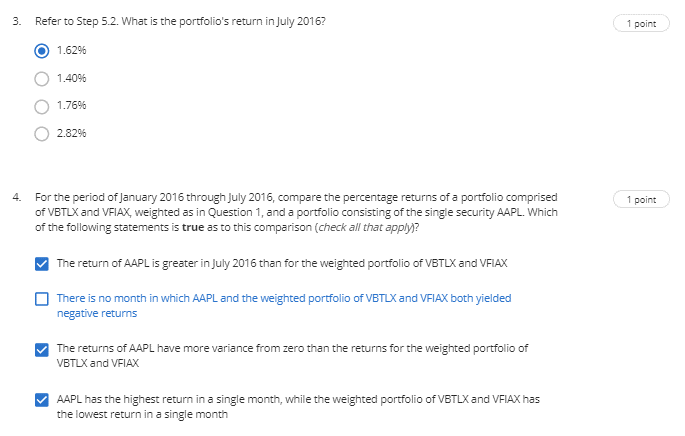 3. Refer to Step 5.2. What is the portfolio's return in July 2016?
1 point
1.62%
1.40%
1.76%
2.82%
4. For the period of January 2016 through July 2016, compare the percentage returns of a portfolio comprised
1 point
of VBTLX and VFIAX, weighted as in Question 1, and a portfolio consisting of the single security AAPL. Which
of the following statements is true as to this comparison (check all that apply)?
The return of AAPL is greater in July 2016 than for the weighted portfolio of VBTLX and VFIAX
There is no month in which AAPL and the weighted portfolio of VBTLX and VFIAX both yielded
negative returns
The returns of AAPL have more variance from zero than the returns for the weighted portfolio of
VBTLX and VFIAX
AAPL has the highest return in a single month, while the weighted portfolio of VBTLX and VFIAX has
the lowest return in a single month